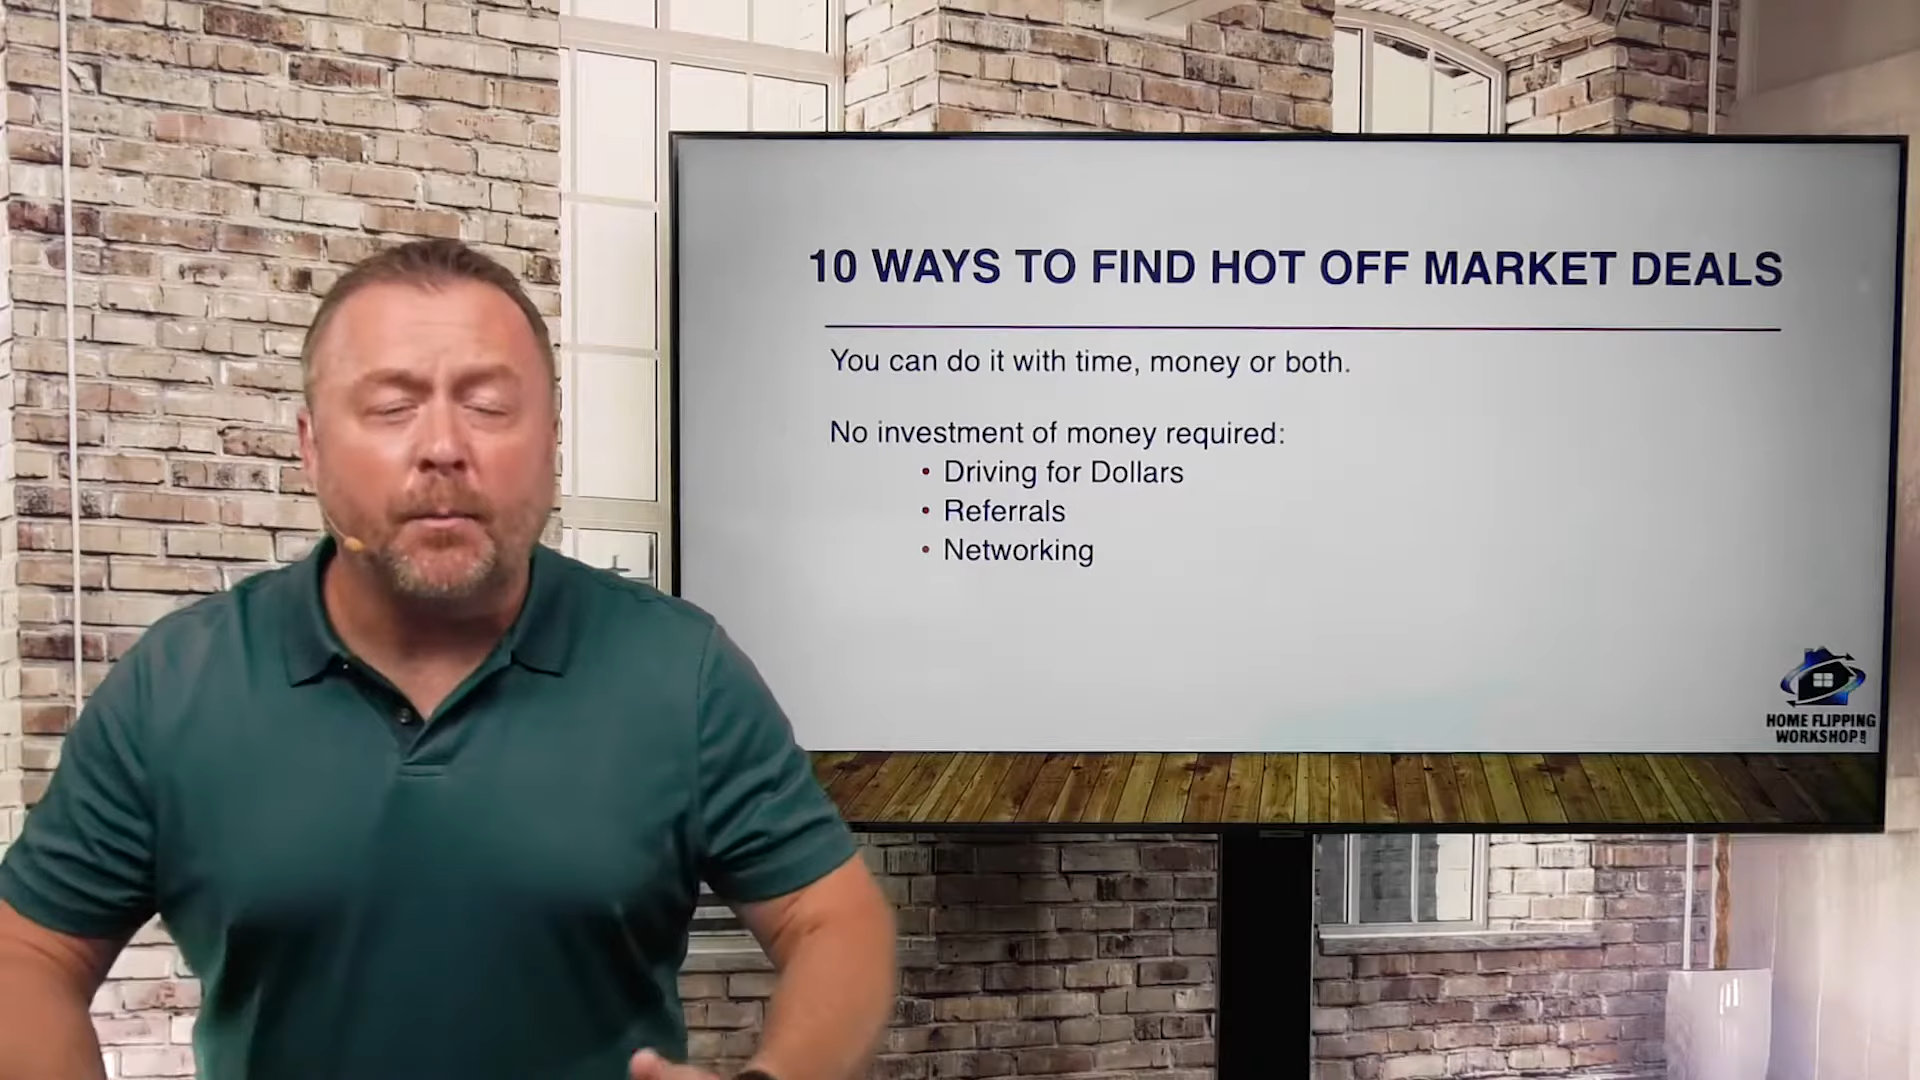 10 WAYS TO FIND HOT OFF MARKET DEALS
You can do it with time, money or both.
No investment of money required:
• Driving for Dollars
• Referrals
• Networking
HOME FLIPPING
WORKSHOP